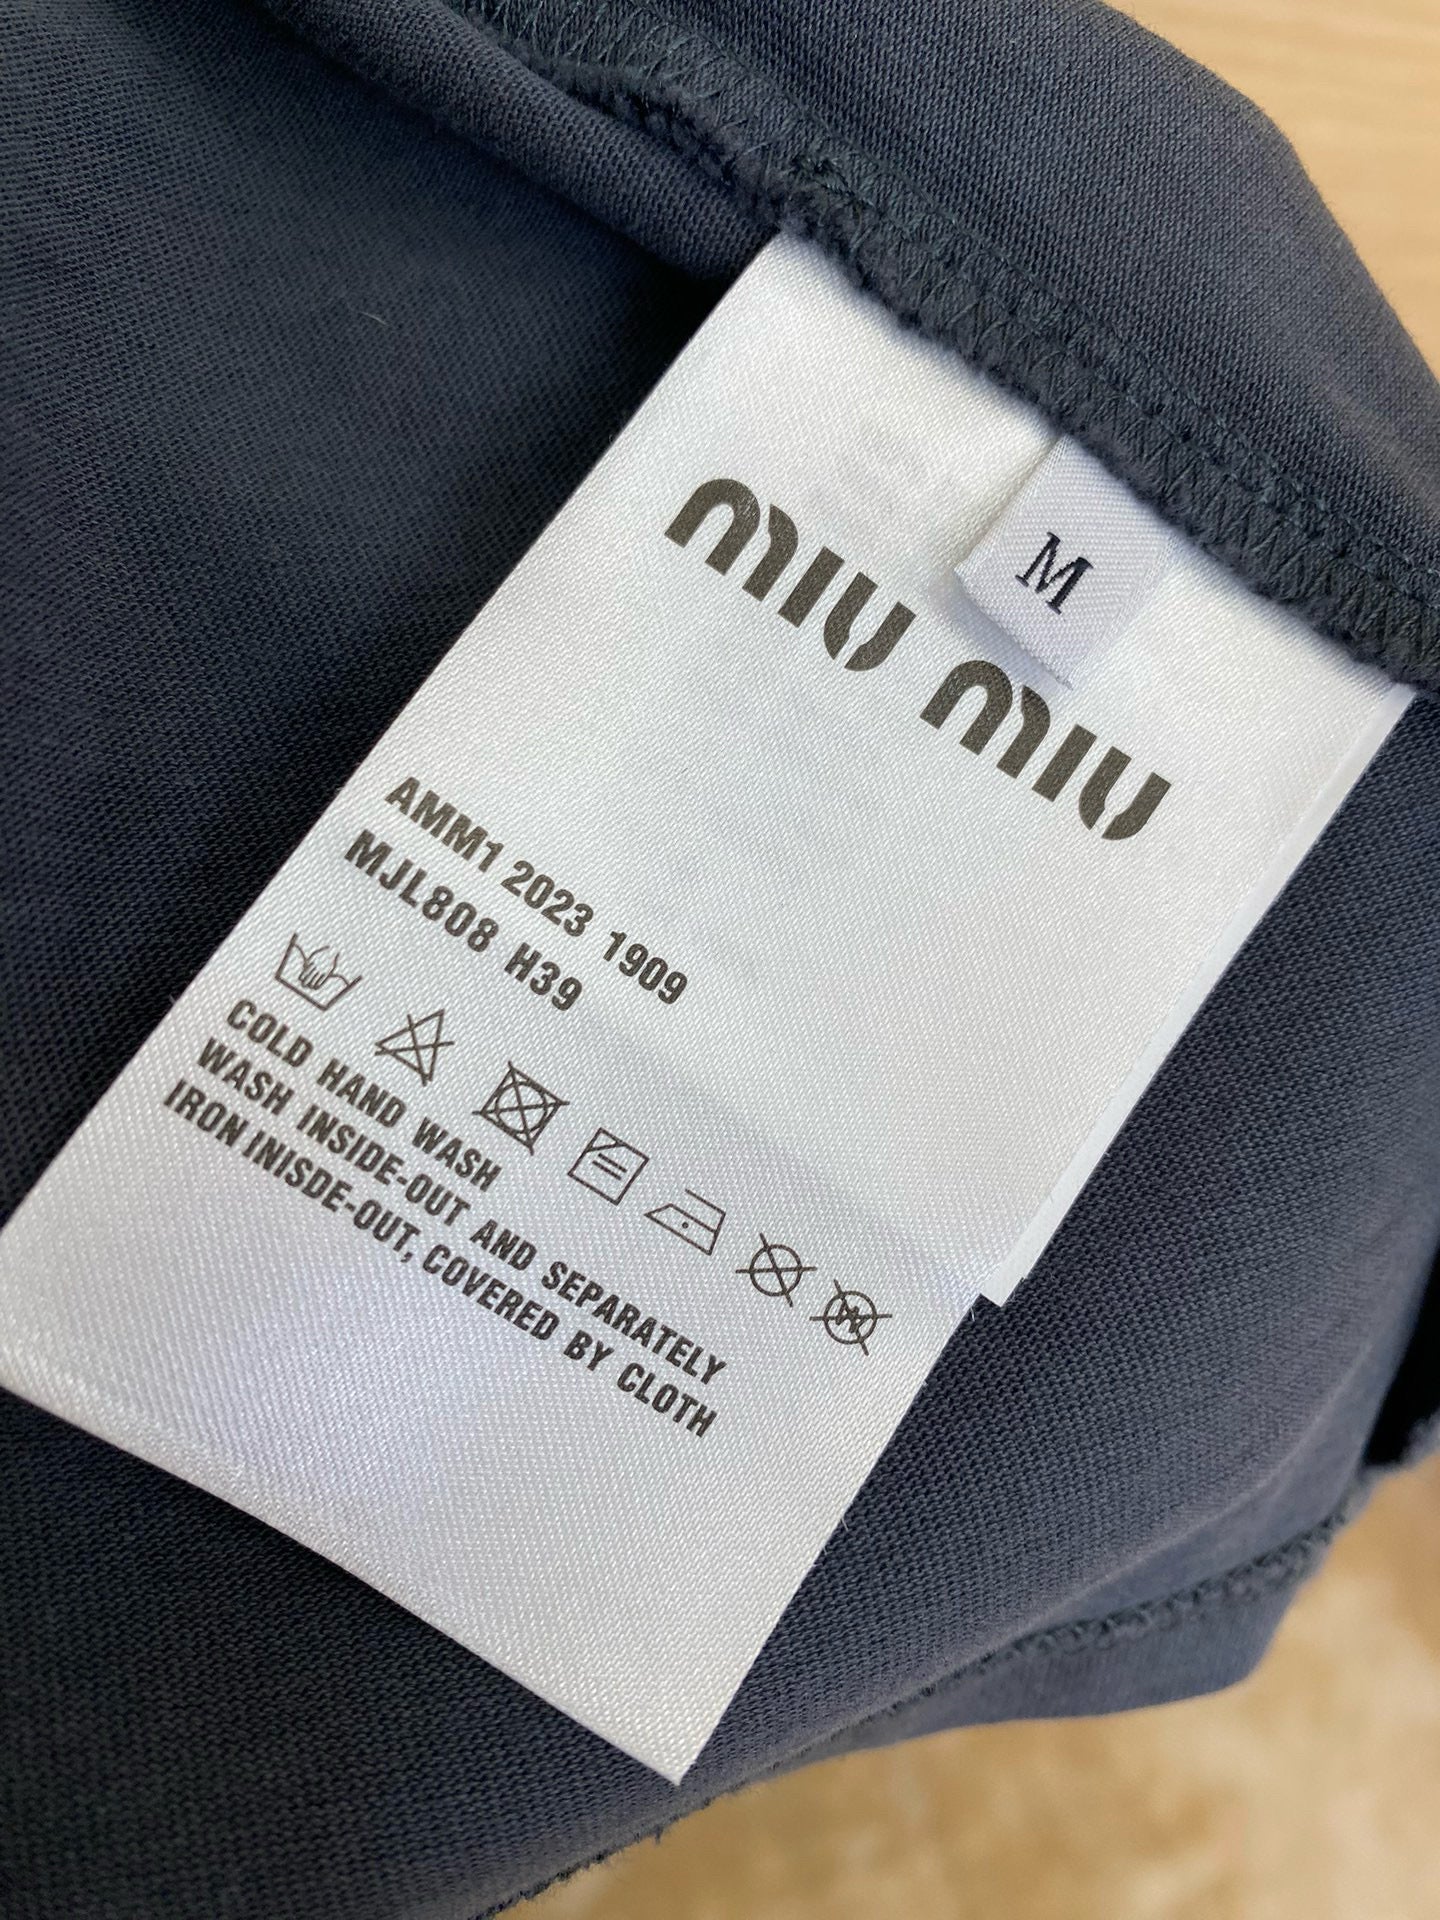 M
miu miu
AMM1 2023 1909
MJL808 H39
COLD HAND WASH
WASH INSIDE-OUT AND SEPARATELY
IRON INISDE-OUT, COVERED BY CLOTH